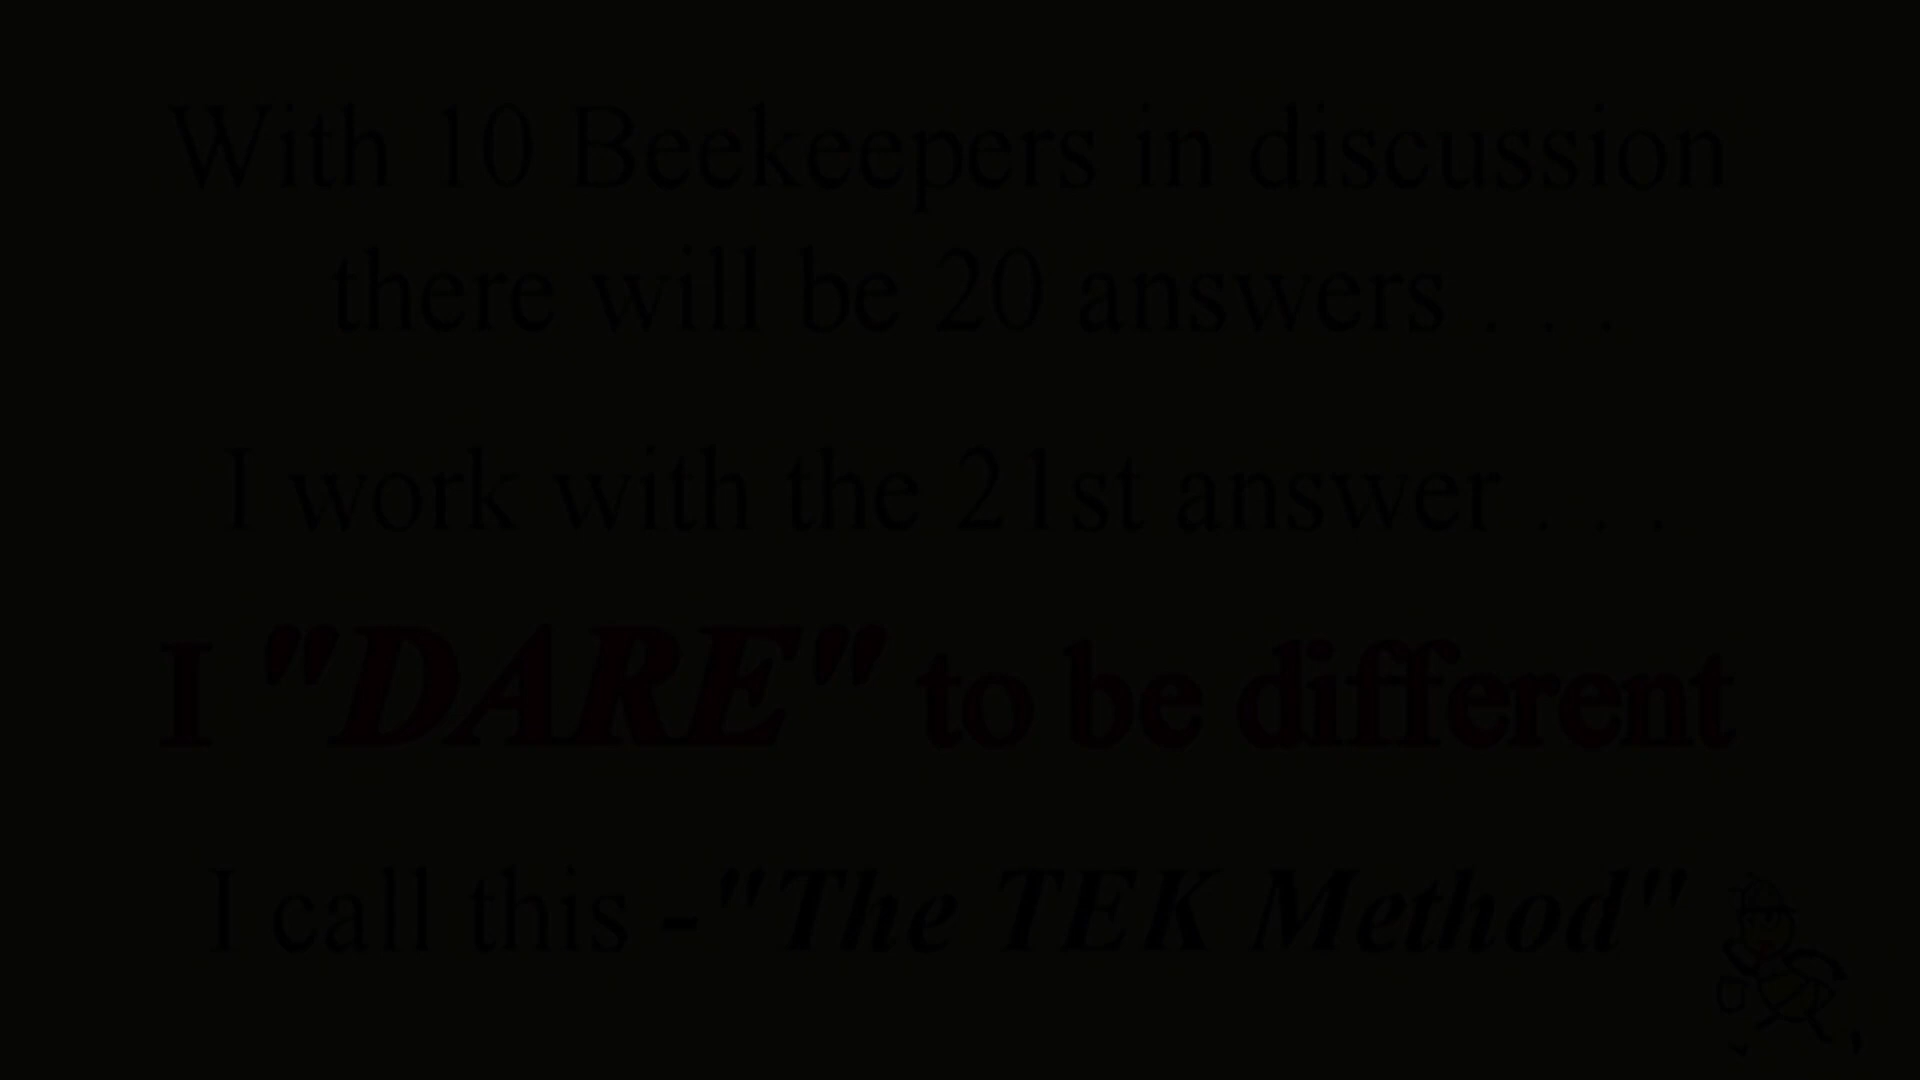 With 10 Beekeepers in discussion
there will be 20 answers . . .
I work with the 21st answer . . .
I "DARE" to be different
I call this - "The TEK Method"